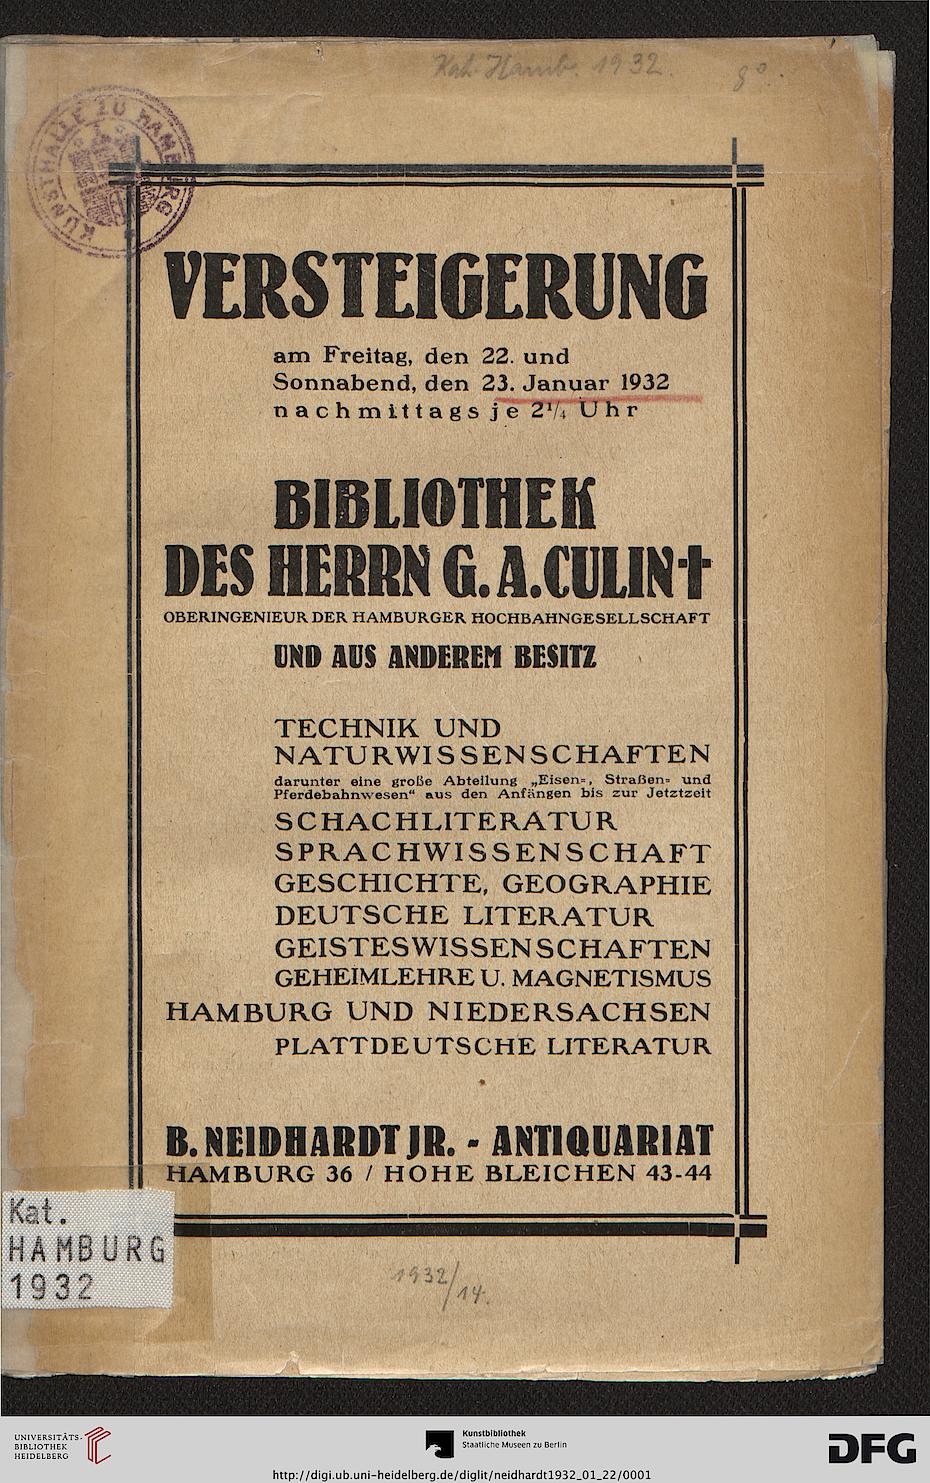 Kat. Hamb. 1932. 8°.
KUNSTHALLE ZU HAMBURG
VERSTEIGERUNG
am Freitag, den 22. und
Sonnabend, den 23. Januar 1932
nachmittags je 2¹/₄ Uhr
BIBLIOTHEK
DES HERRN G. A. CULIN †
OBERINGENIEUR DER HAMBURGER HOCHBAHNGESELLSCHAFT
UND AUS ANDEREM BESITZ
TECHNIK UND
NATURWISSENSCHAFTEN
darunter eine große Abteilung „Eisen=, Straßen= und
Pferdebahnwesen“ aus den Anfängen bis zur Jetztzeit
SCHACHLITERATUR
SPRACHWISSENSCHAFT
GESCHICHTE, GEOGRAPHIE
DEUTSCHE LITERATUR
GEISTESWISSENSCHAFTEN
GEHEIMLEHRE U. MAGNETISMUS
HAMBURG UND NIEDERSACHSEN
PLATTDEUTSCHE LITERATUR
B. NEIDHARDT JR. - ANTIQUARIAT
HAMBURG 36 / HOHE BLEICHEN 43-44
Kat.
HAMBURG
1932
1932/14.
UNIVERSITÄTS-
BIBLIOTHEK
HEIDELBERG
Kunstbibliothek
Staatliche Museen zu Berlin
DFG
http://digi.ub.uni-heidelberg.de/diglit/neidhardt1932_01_22/0001